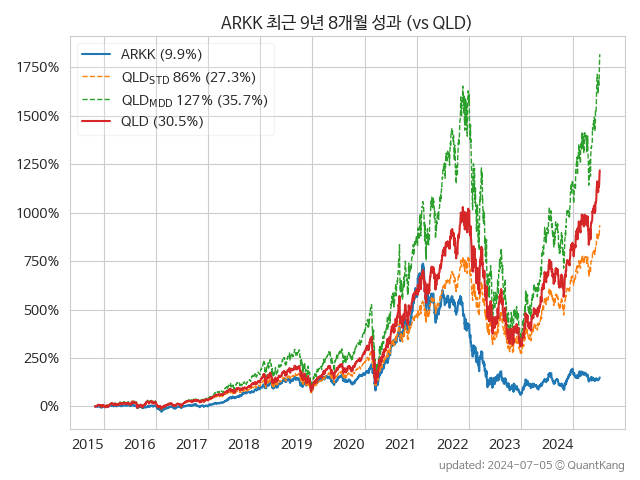 ARKK 최근 9년 8개월 성과 (vs QLD)
ARKK (9.9%)
QLD_STD 86% (27.3%)
QLD_MDD 127% (35.7%)
QLD (30.5%)
1750%
1500%
1250%
1000%
750%
500%
250%
0%
2015 2016 2017 2018 2019 2020 2021 2022 2023 2024
updated: 2024-07-05 © QuantKang